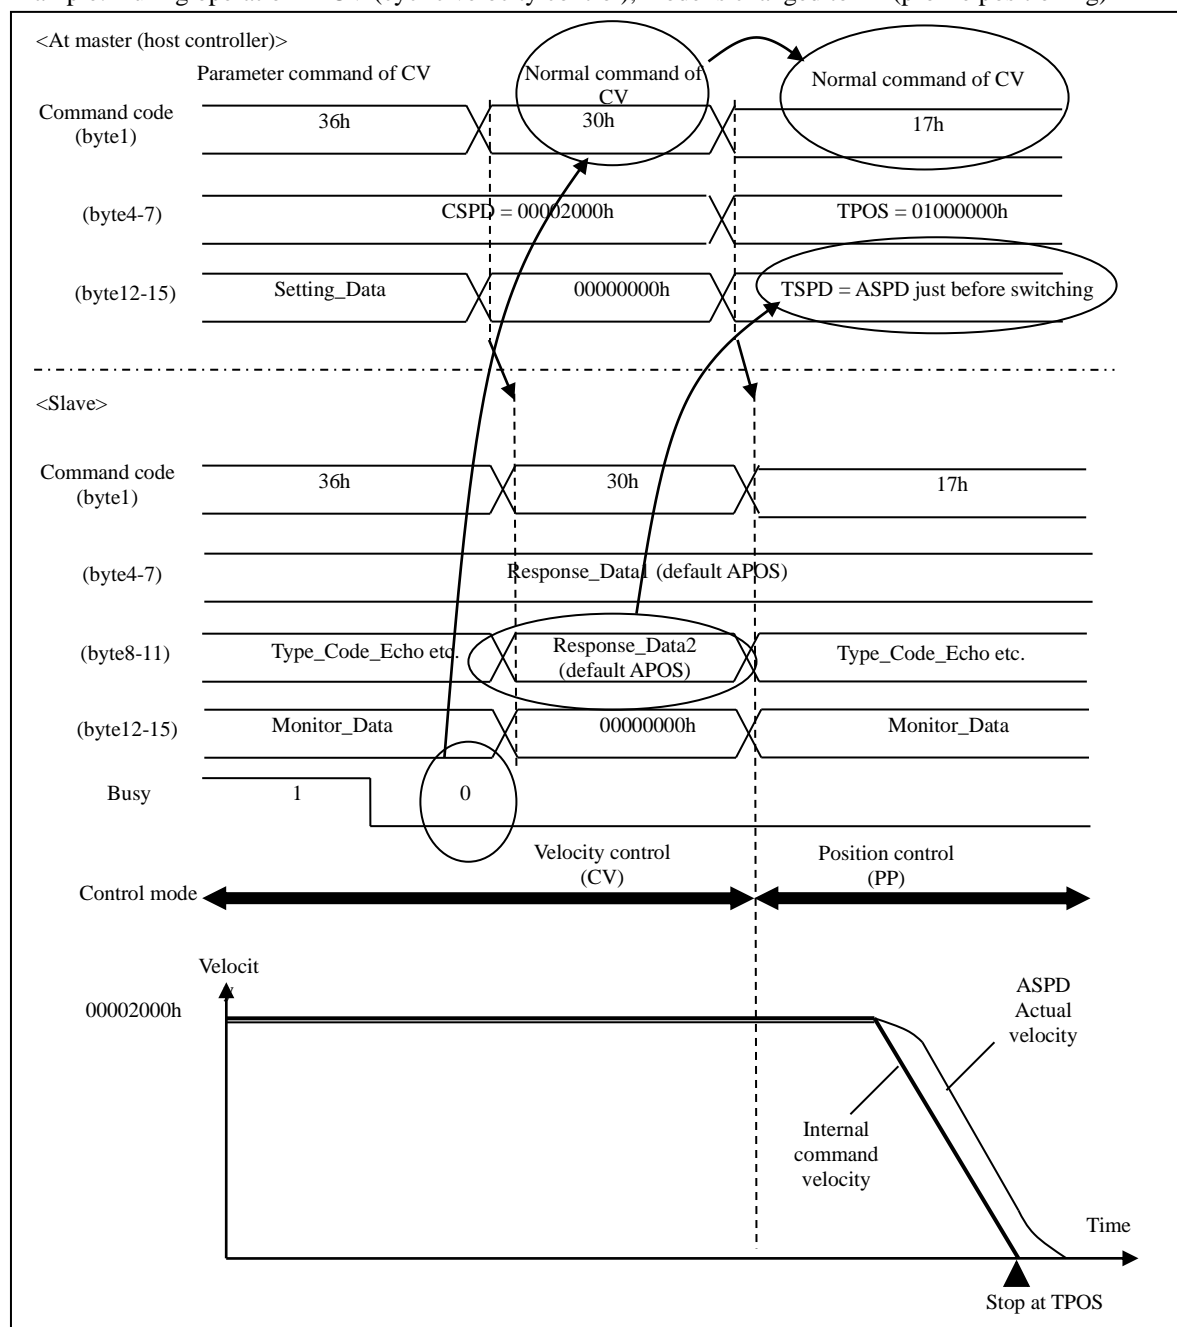 <At master (host controller)>
Parameter command of CV
Normal command of
CV
Normal command of CV
Command code
(byte1)
36h
30h
17h
(byte4-7)
CSPD = 00002000h
TPOS = 01000000h
(byte12-15)
Setting_Data
00000000h
TSPD = ASPD just before switching
<Slave>
Command code
(byte1)
36h
30h
17h
(byte4-7)
Response_Data1 (default APOS)
(byte8-11)
Type_Code_Echo etc.
Response_Data2
(default APOS)
Type_Code_Echo etc.
(byte12-15)
Monitor_Data
00000000h
Monitor_Data
Busy
1
0
Velocity control
(CV)
Position control
(PP)
Control mode
Velocit
00002000h
ASPD
Actual
velocity
Internal
command
velocity
Time
Stop at TPOS